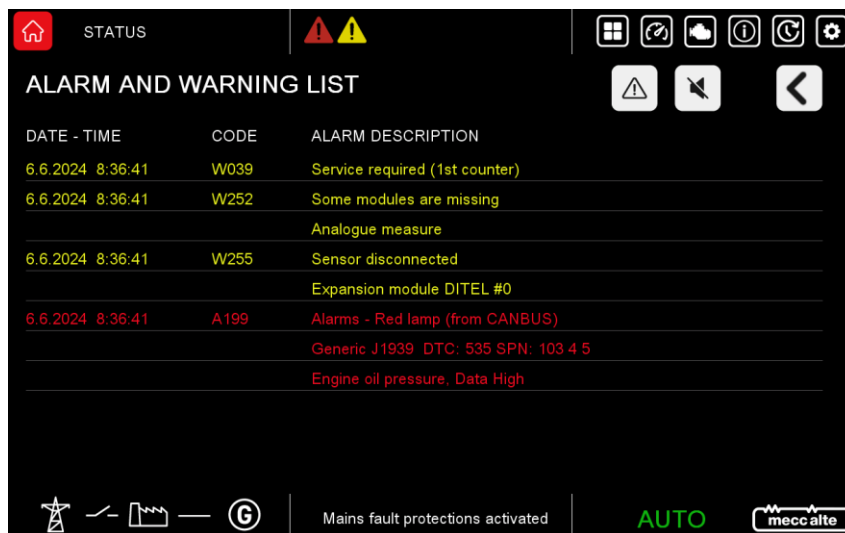 STATUS
ALARM AND WARNING LIST
DATE - TIME CODE ALARM DESCRIPTION
6.6.2024 8:36:41 W039 Service required (1st counter)
6.6.2024 8:36:41 W252 Some modules are missing
Analogue measure
6.6.2024 8:36:41 W255 Sensor disconnected
Expansion module DITEL #0
6.6.2024 8:36:41 A199 Alarms - Red lamp (from CANBUS)
Generic J1939 DTC: 535 SPN: 103 4 5
Engine oil pressure, Data High
G Mains fault protections activated AUTO mecc alte